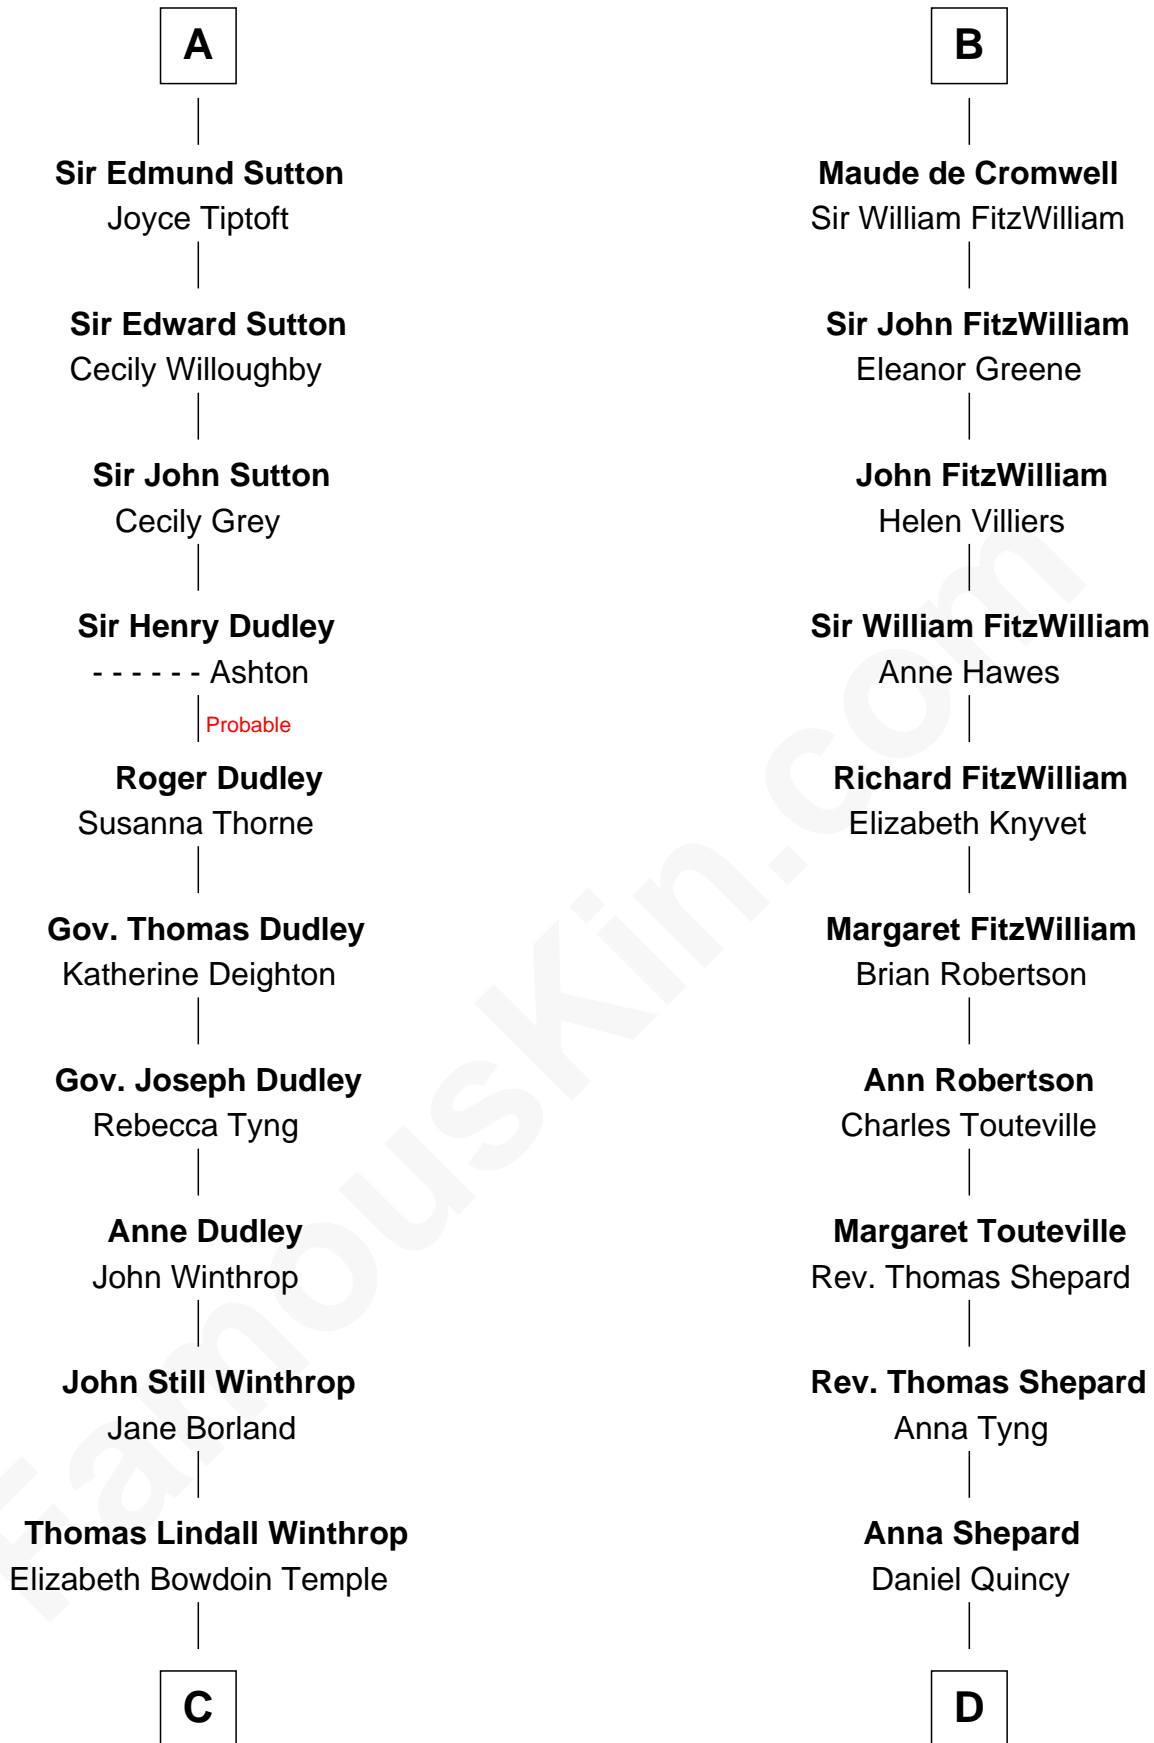 A
Sir Edmund Sutton
Joyce Tiptoft
Sir Edward Sutton
Cecily Willoughby
Sir John Sutton
Cecily Grey
Sir Henry Dudley
- - - - - - Ashton
Probable
Roger Dudley
Susanna Thorne
Gov. Thomas Dudley
Katherine Deighton
Gov. Joseph Dudley
Rebecca Tyng
Anne Dudley
John Winthrop
John Still Winthrop
Jane Borland
Thomas Lindall Winthrop
Elizabeth Bowdoin Temple
C
B
Maude de Cromwell
Sir William FitzWilliam
Sir John FitzWilliam
Eleanor Greene
John FitzWilliam
Helen Villiers
Sir William FitzWilliam
Anne Hawes
Richard FitzWilliam
Elizabeth Knyvet
Margaret FitzWilliam
Brian Robertson
Ann Robertson
Charles Touteville
Margaret Touteville
Rev. Thomas Shepard
Rev. Thomas Shepard
Anna Tyng
Anna Shepard
Daniel Quincy
D
FamousKin.com